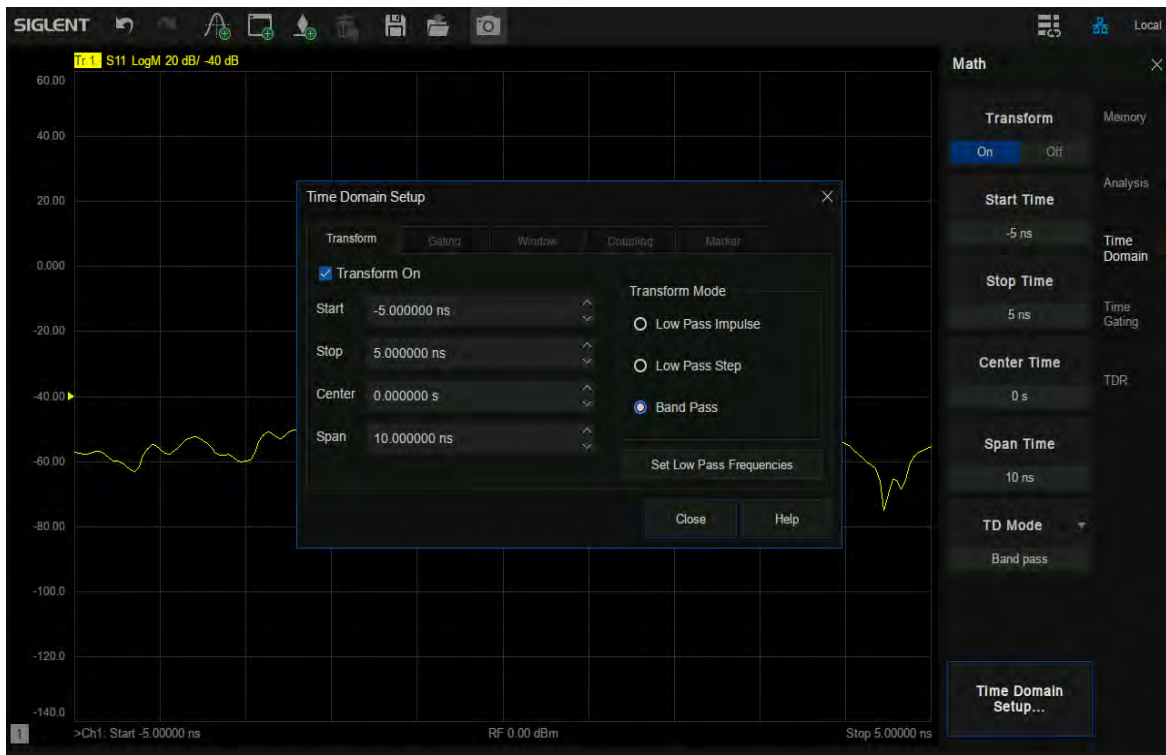 SIGLENT
Local
Tr 1 S11 LogM 20 dB/ -40 dB
60.00
40.00
20.00
0.000
-20.00
-40.00
-60.00
-80.00
-100.0
-120.0
-140.0
1
>Ch1: Start -5.00000 ns
RF 0.00 dBm
Stop 5.00000 ns
Time Domain Setup
Transform
Gating
Window
Coupling
Marker
Transform On
Start
-5.000000 ns
Stop
5.000000 ns
Center
0.000000 s
Span
10.000000 ns
Transform Mode
Low Pass Impulse
Low Pass Step
Band Pass
Set Low Pass Frequencies
Close
Help
Math
Transform
On
Off
Start Time
-5 ns
Stop Time
5 ns
Center Time
0 s
Span Time
10 ns
TD Mode
Band pass
Time Domain
Setup...
Memory
Analysis
Time
Domain
Time
Gating
TDR